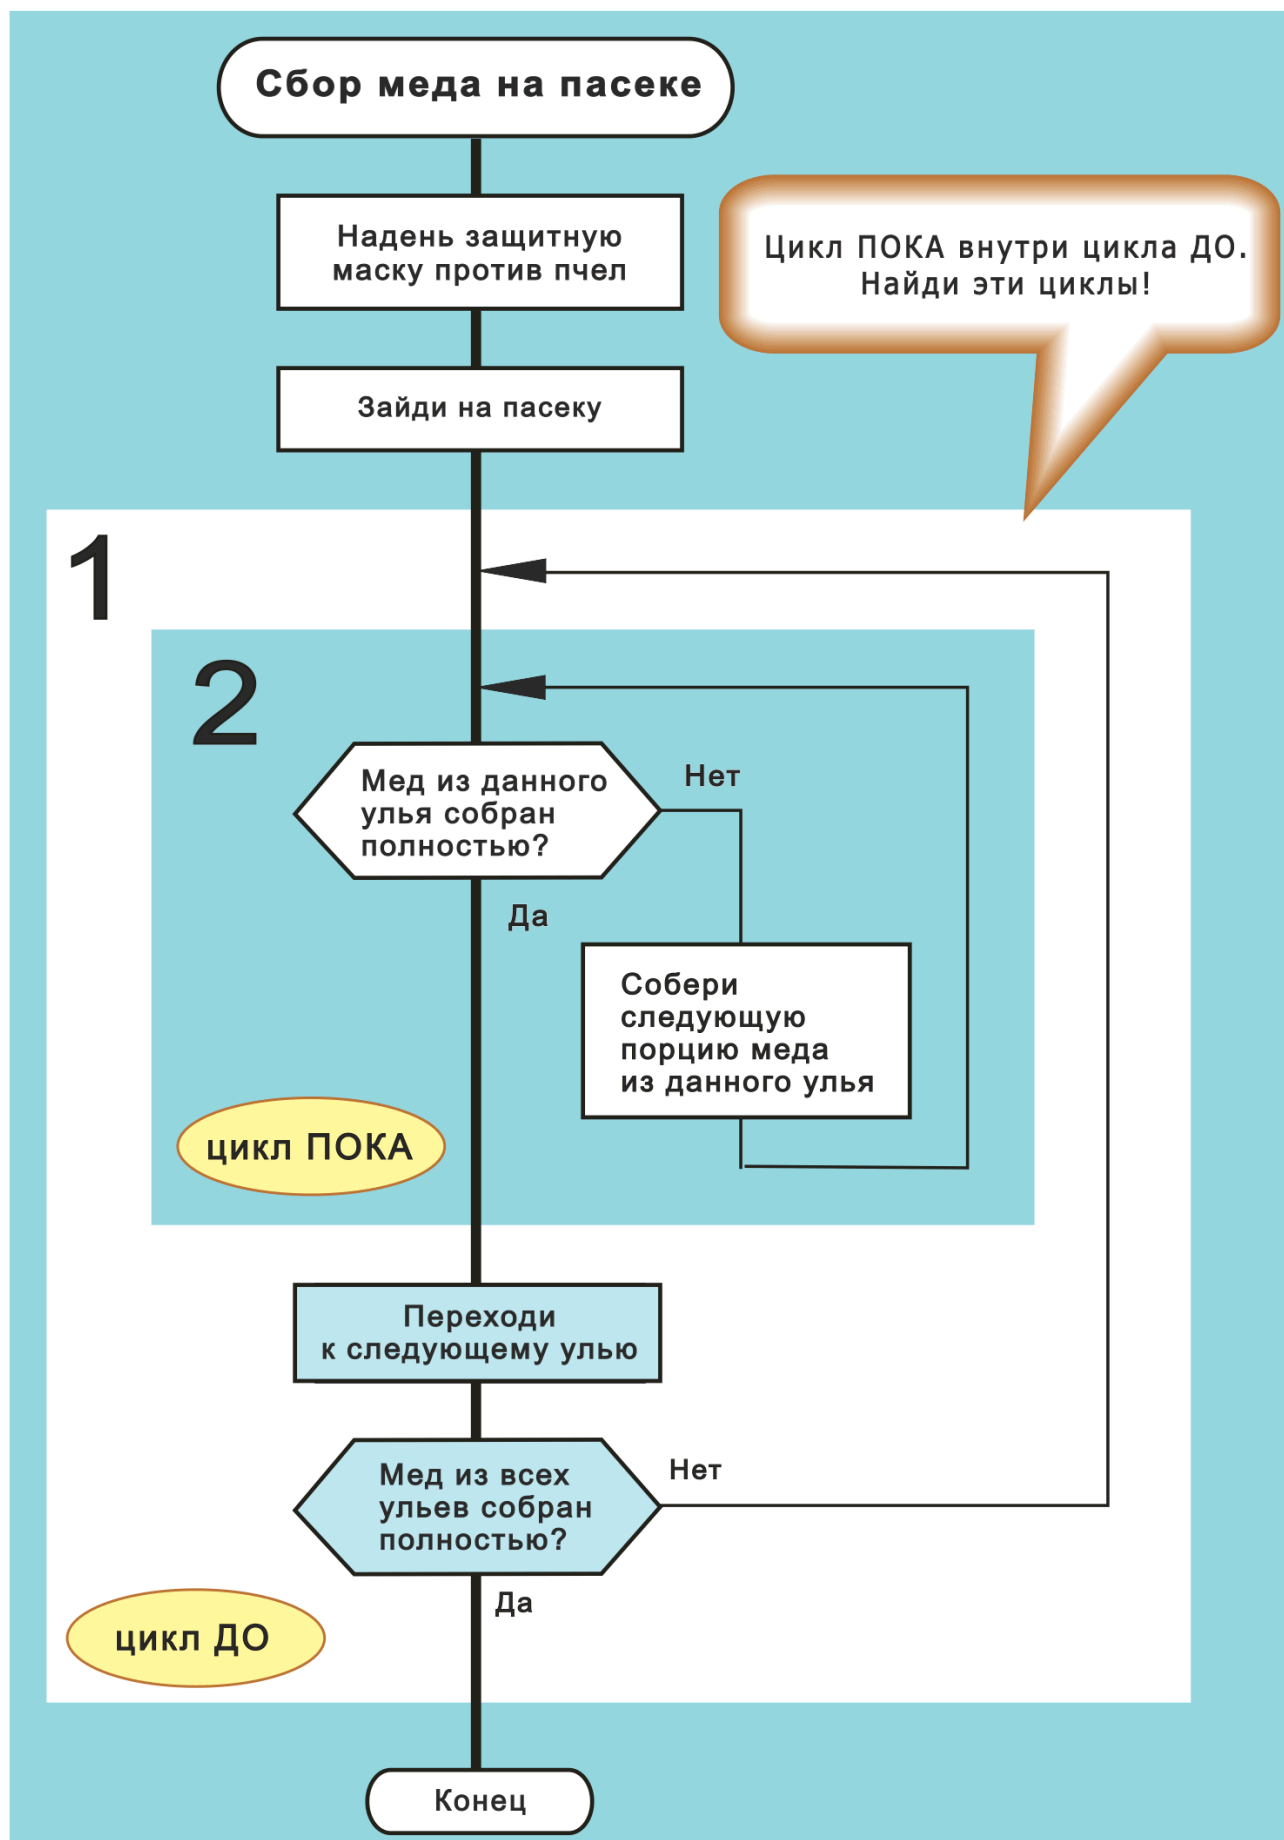 Сбор меда на пасеке
Надень защитную
маску против пчел
Цикл ПОКА внутри цикла ДО.
Найди эти циклы!
Зайди на пасеку
1
2
Мед из данного
улья собран
полностью?
Нет
Да
Собери
следующую
порцию меда
из данного улья
цикл ПОКА
Переходи
к следующему улью
Мед из всех
ульев собран
полностью?
Нет
Да
цикл ДО
Конец